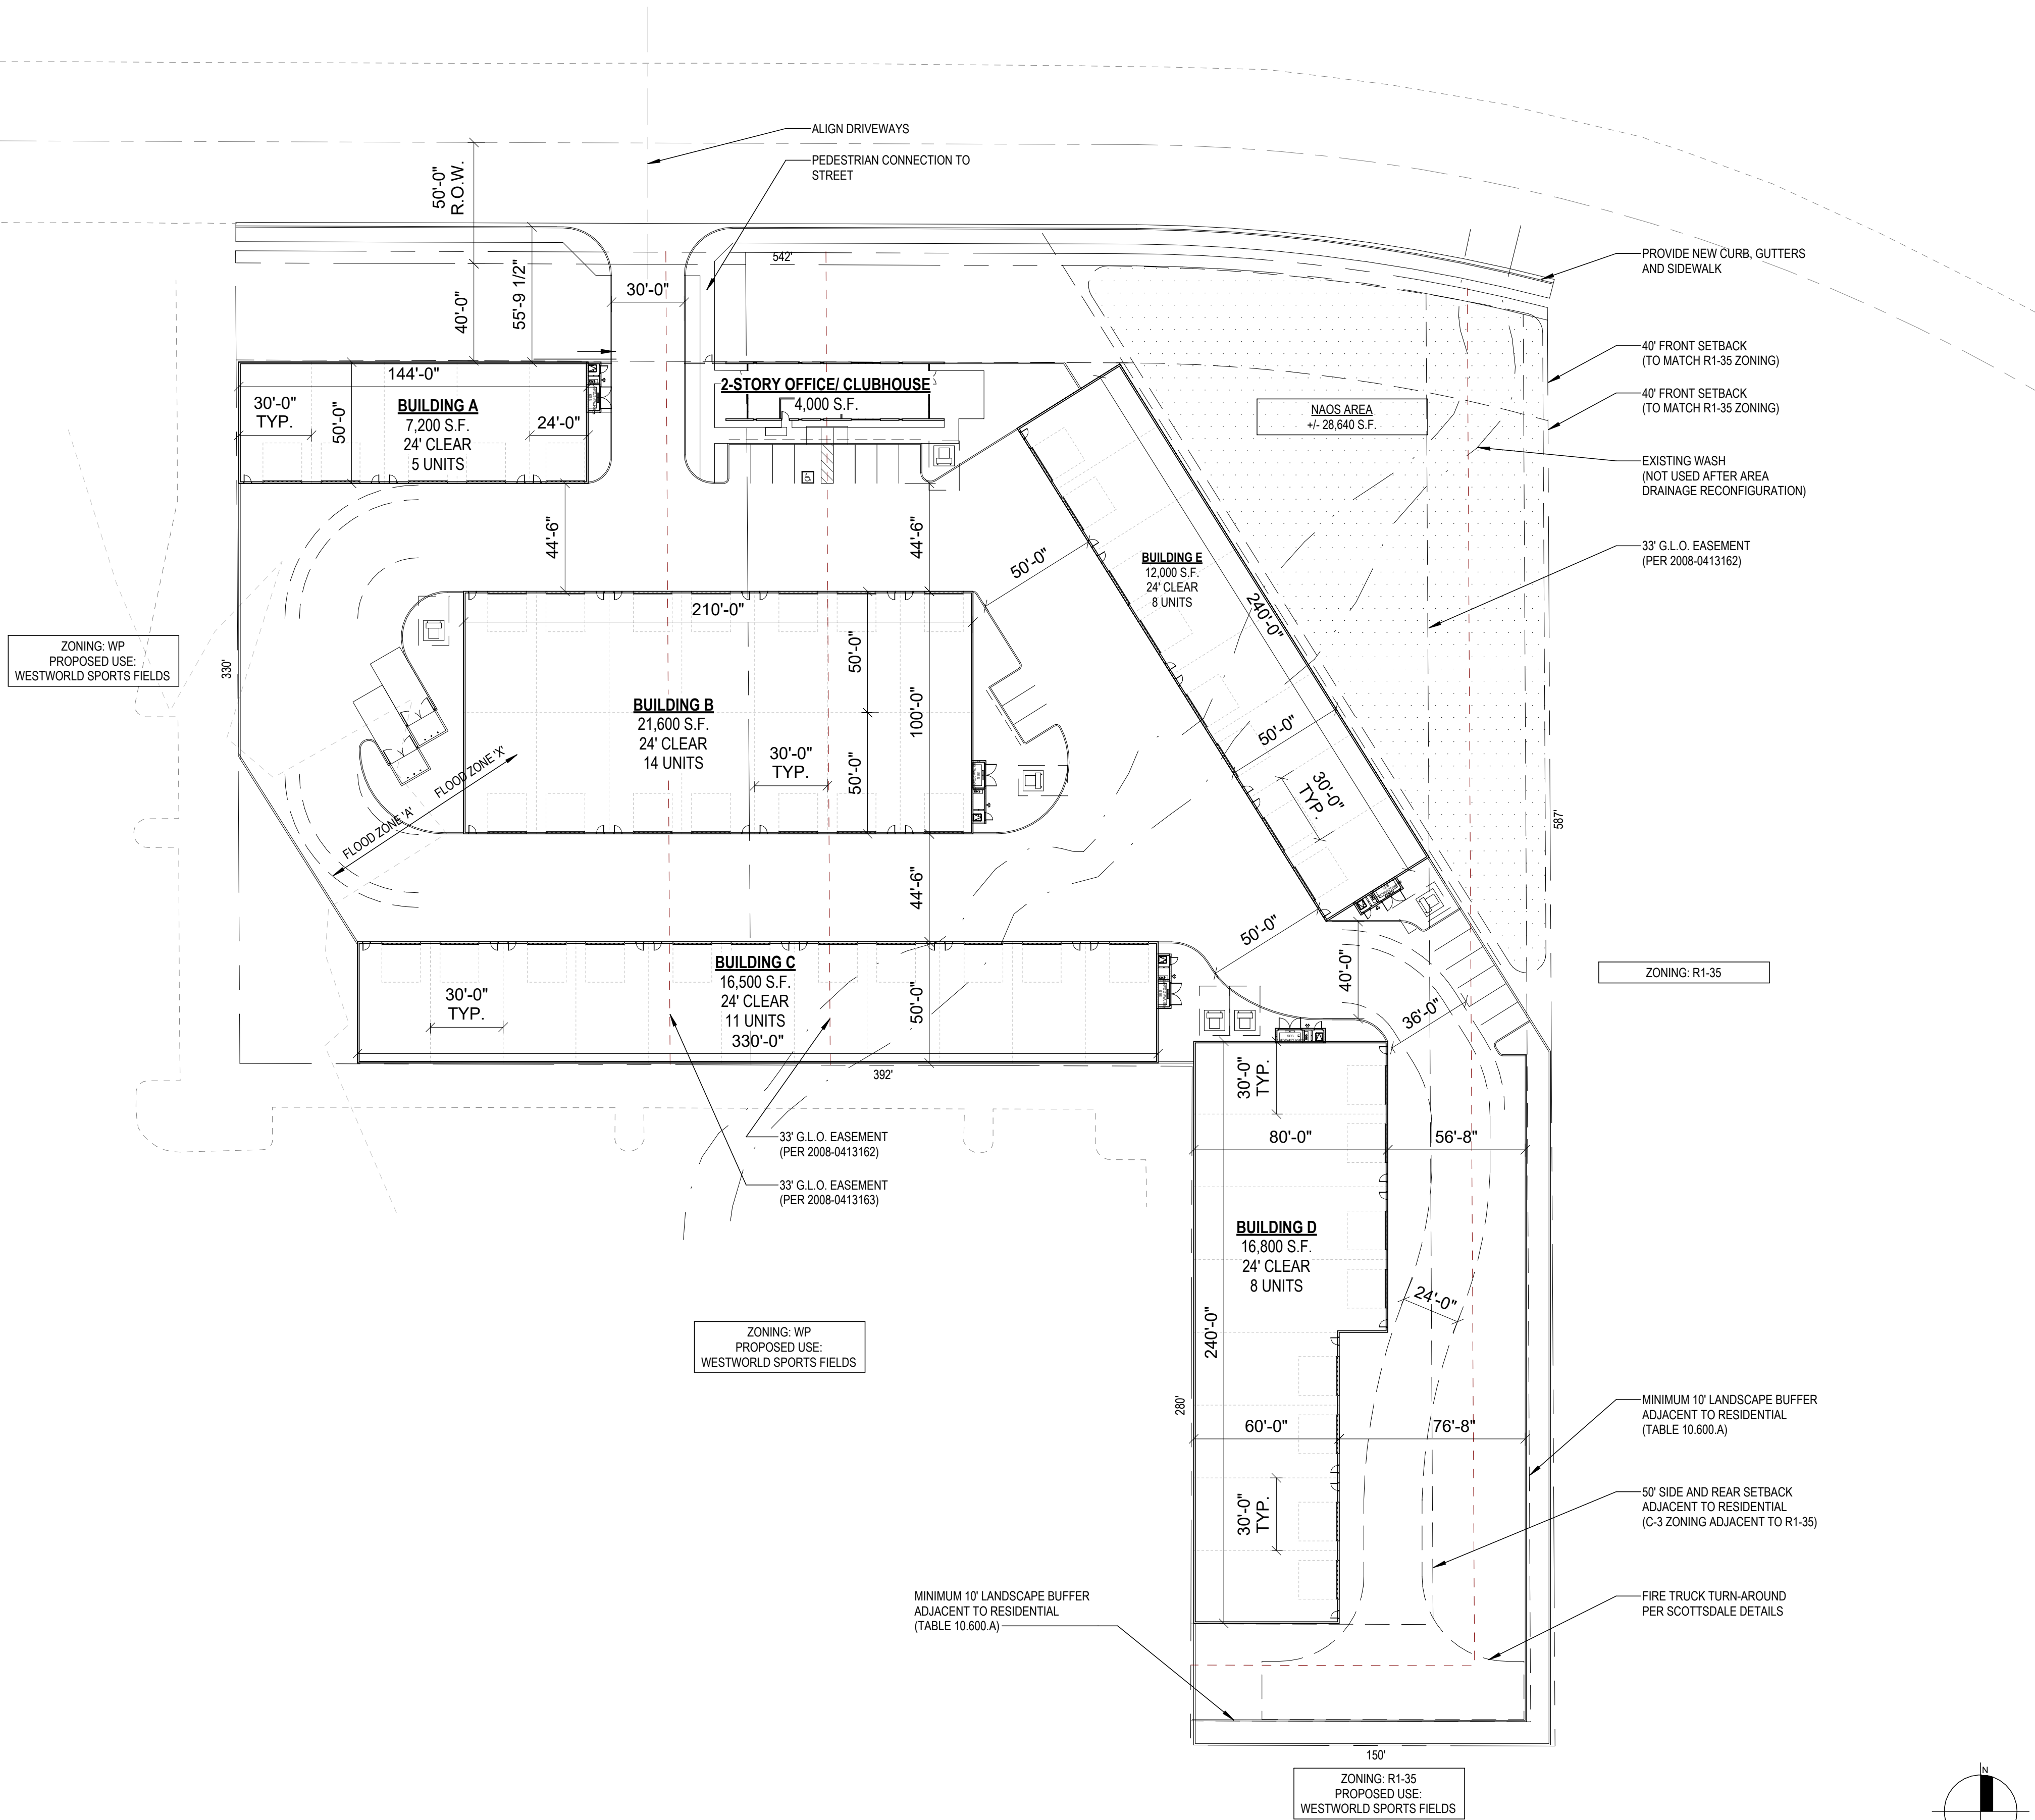 ALIGN DRIVEWAYS
PEDESTRIAN CONNECTION TO
STREET
50'-0"
R.O.W.
542'
PROVIDE NEW CURB, GUTTERS
AND SIDEWALK
40'-0"
55'-9 1/2"
30'-0"
40' FRONT SETBACK
(TO MATCH R1-35 ZONING)
40' FRONT SETBACK
(TO MATCH R1-35 ZONING)
144'-0"
30'-0"
TYP.
50'-0"
BUILDING A
7,200 S.F.
24' CLEAR
5 UNITS
24'-0"
2-STORY OFFICE/ CLUBHOUSE
4,000 S.F.
NAOS AREA
+/- 28,640 S.F.
EXISTING WASH
(NOT USED AFTER AREA
DRAINAGE RECONFIGURATION)
33' G.L.O. EASEMENT
(PER 2008-0413162)
44'-6"
44'-6"
50'-0"
BUILDING E
12,000 S.F.
24' CLEAR
8 UNITS
240'-0"
50'-0"
30'-0"
TYP.
ZONING: WP
PROPOSED USE:
WESTWORLD SPORTS FIELDS
330'
210'-0"
50'-0"
100'-0"
50'-0"
BUILDING B
21,600 S.F.
24' CLEAR
14 UNITS
30'-0"
TYP.
FLOOD ZONE 'A'
FLOOD ZONE 'X'
587'
44'-6"
50'-0"
40'-0"
36'-0"
ZONING: R1-35
BUILDING C
16,500 S.F.
24' CLEAR
11 UNITS
330'-0"
30'-0"
TYP.
50'-0"
392'
33' G.L.O. EASEMENT
(PER 2008-0413162)
33' G.L.O. EASEMENT
(PER 2008-0413163)
30'-0"
TYP.
80'-0"
56'-8"
BUILDING D
16,800 S.F.
24' CLEAR
8 UNITS
24'-0"
240'-0"
280'
60'-0"
76'-8"
30'-0"
TYP.
ZONING: WP
PROPOSED USE:
WESTWORLD SPORTS FIELDS
MINIMUM 10' LANDSCAPE BUFFER
ADJACENT TO RESIDENTIAL
(TABLE 10.600.A)
50' SIDE AND REAR SETBACK
ADJACENT TO RESIDENTIAL
(C-3 ZONING ADJACENT TO R1-35)
MINIMUM 10' LANDSCAPE BUFFER
ADJACENT TO RESIDENTIAL
(TABLE 10.600.A)
FIRE TRUCK TURN-AROUND
PER SCOTTSDALE DETAILS
150'
ZONING: R1-35
PROPOSED USE:
WESTWORLD SPORTS FIELDS
N